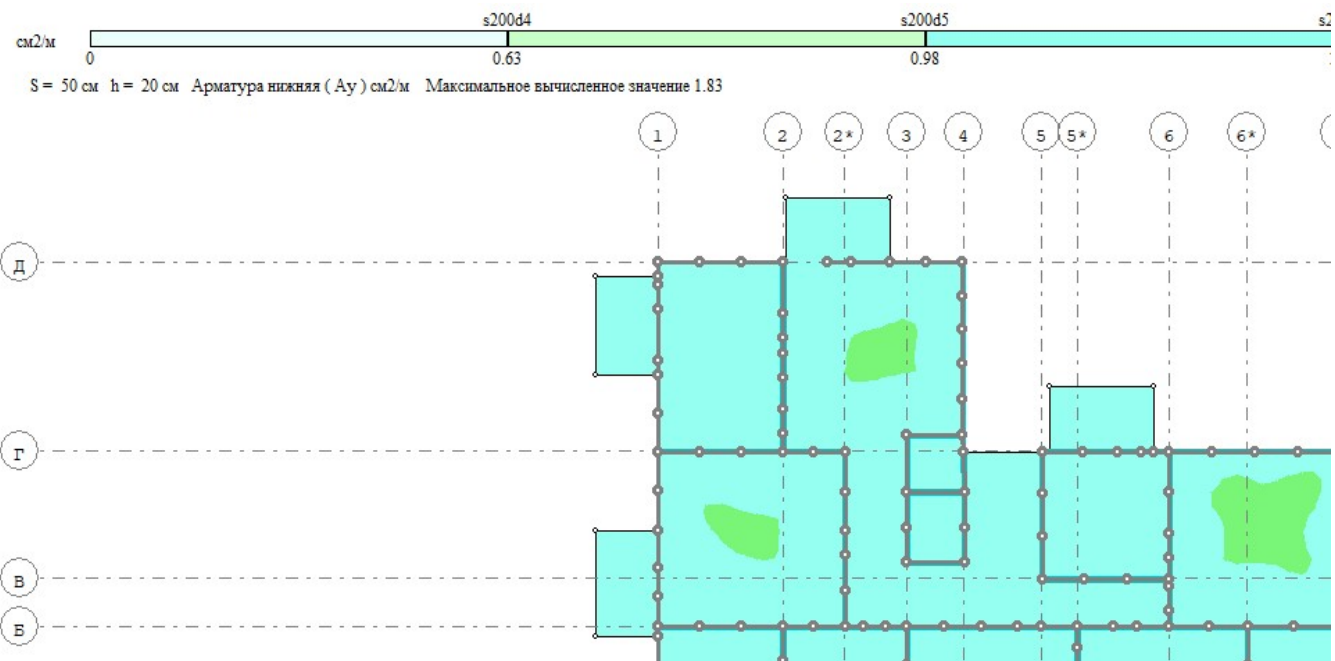 s200d4 s200d5 s2
см2/м
0 0.63 0.98
S = 50 см h = 20 см Арматура нижняя ( Ay ) см2/м Максимальное вычисленное значение 1.83
1 2 2* 3 4 5 5* 6 6*
Д
Г
В
Б